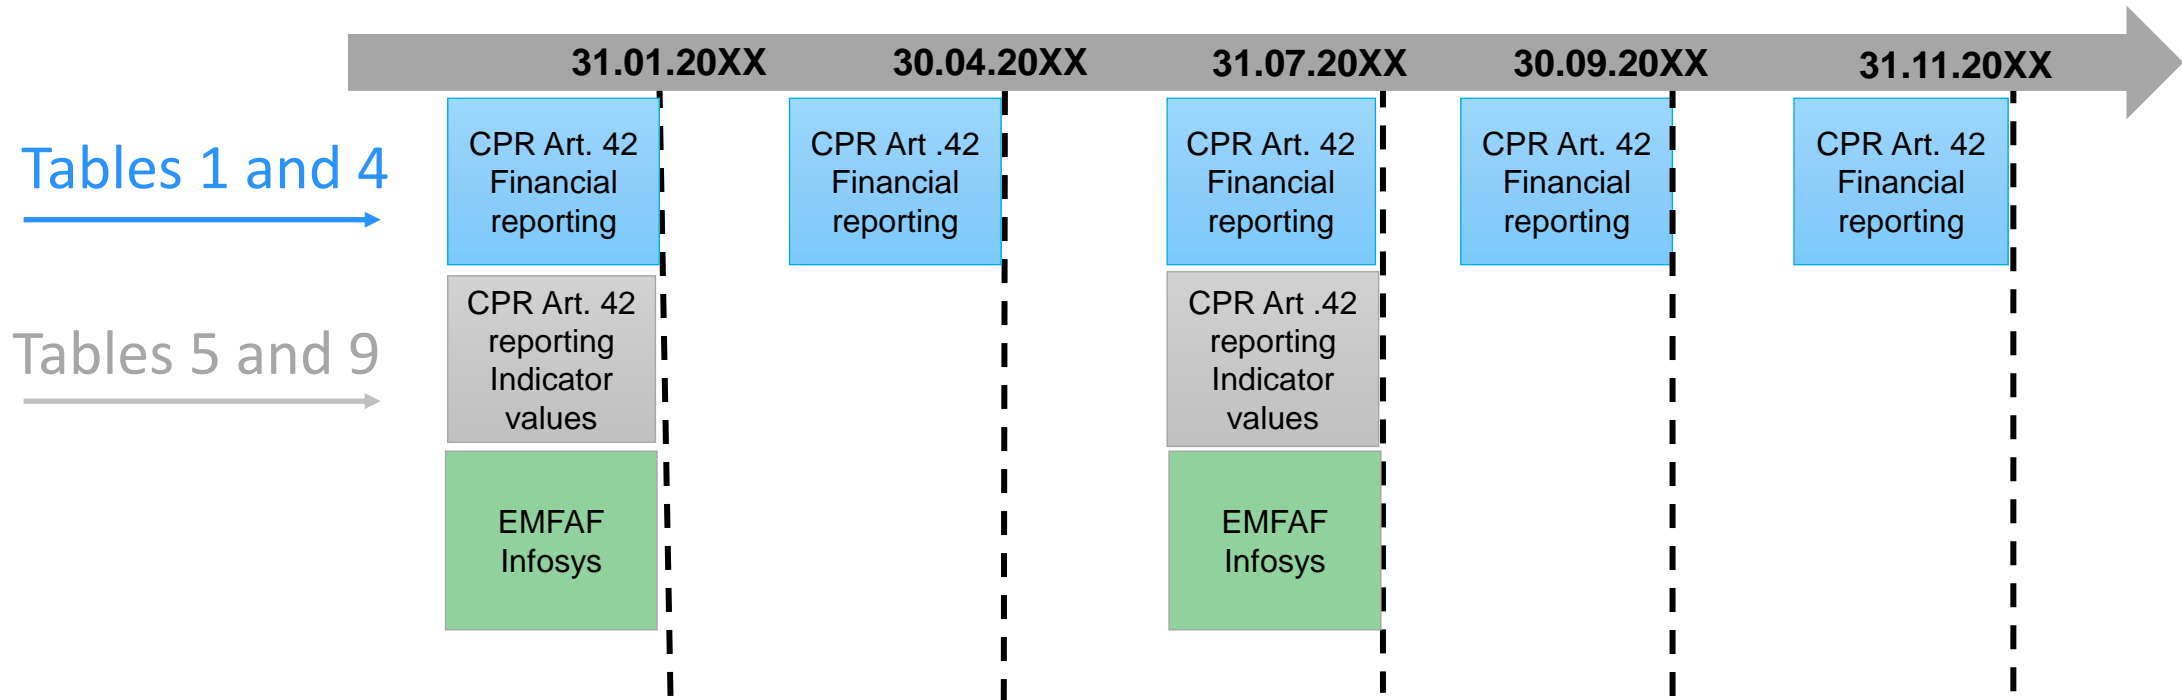 31.01.20XX
30.04.20XX
31.07.20XX
30.09.20XX
31.11.20XX
Tables 1 and 4
CPR Art. 42
Financial
reporting
CPR Art .42
Financial
reporting
CPR Art. 42
Financial
reporting
CPR Art. 42
Financial
reporting
CPR Art. 42
Financial
reporting
Tables 5 and 9
CPR Art. 42
reporting
Indicator
values
CPR Art .42
reporting
Indicator
values
EMFAF
Infosys
EMFAF
Infosys